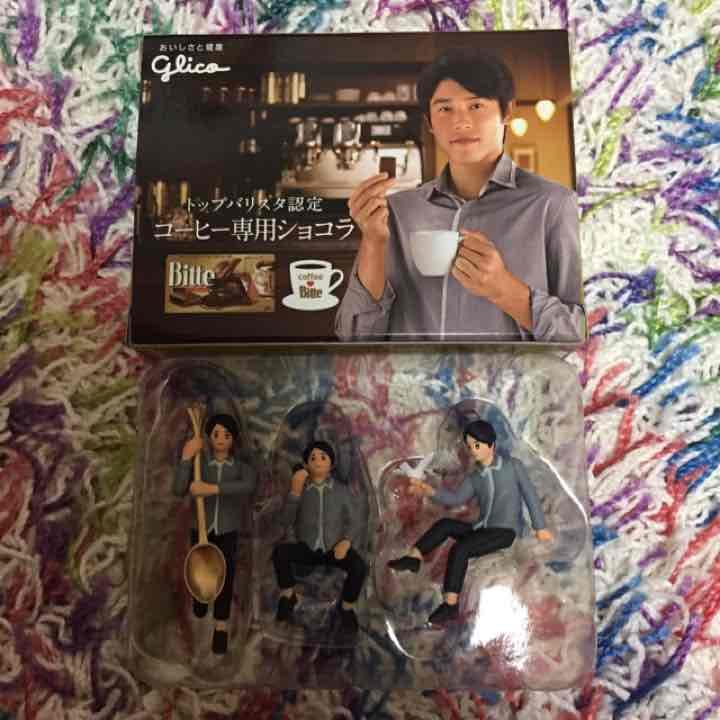 おいしさと健康
glico
トップバリスタ認定
コーヒー専用ショコラ
Bitte
coffee
Bitte